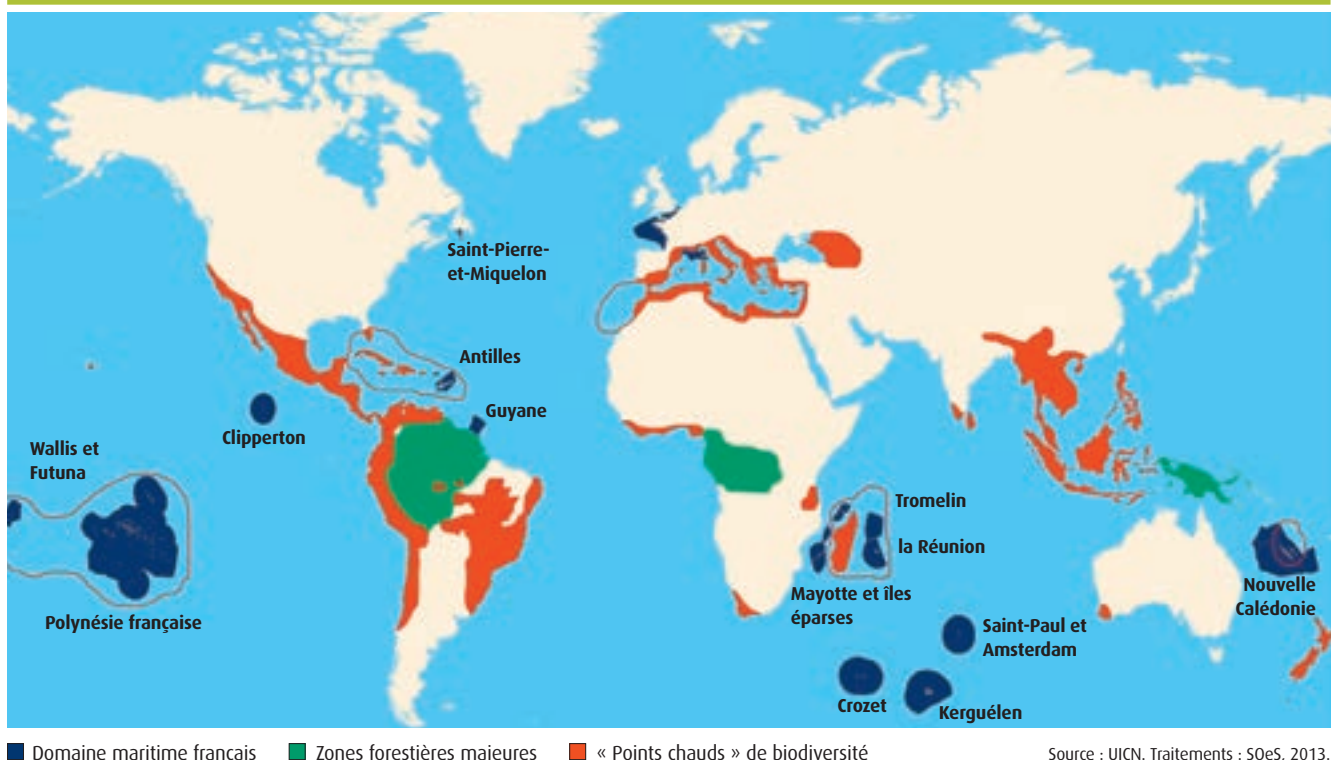 Saint-Pierre-
et-Miquelon
Antilles
Guyane
Clipperton
Wallis et
Futuna
Polynésie française
Tromelin
la Réunion
Mayotte et îles
éparses
Nouvelle
Calédonie
Saint-Paul et
Amsterdam
Crozet
Kerguélen
Domaine maritime français
Zones forestières majeures
« Points chauds » de biodiversité
Source : UICN. Traitements : SOeS, 2013.